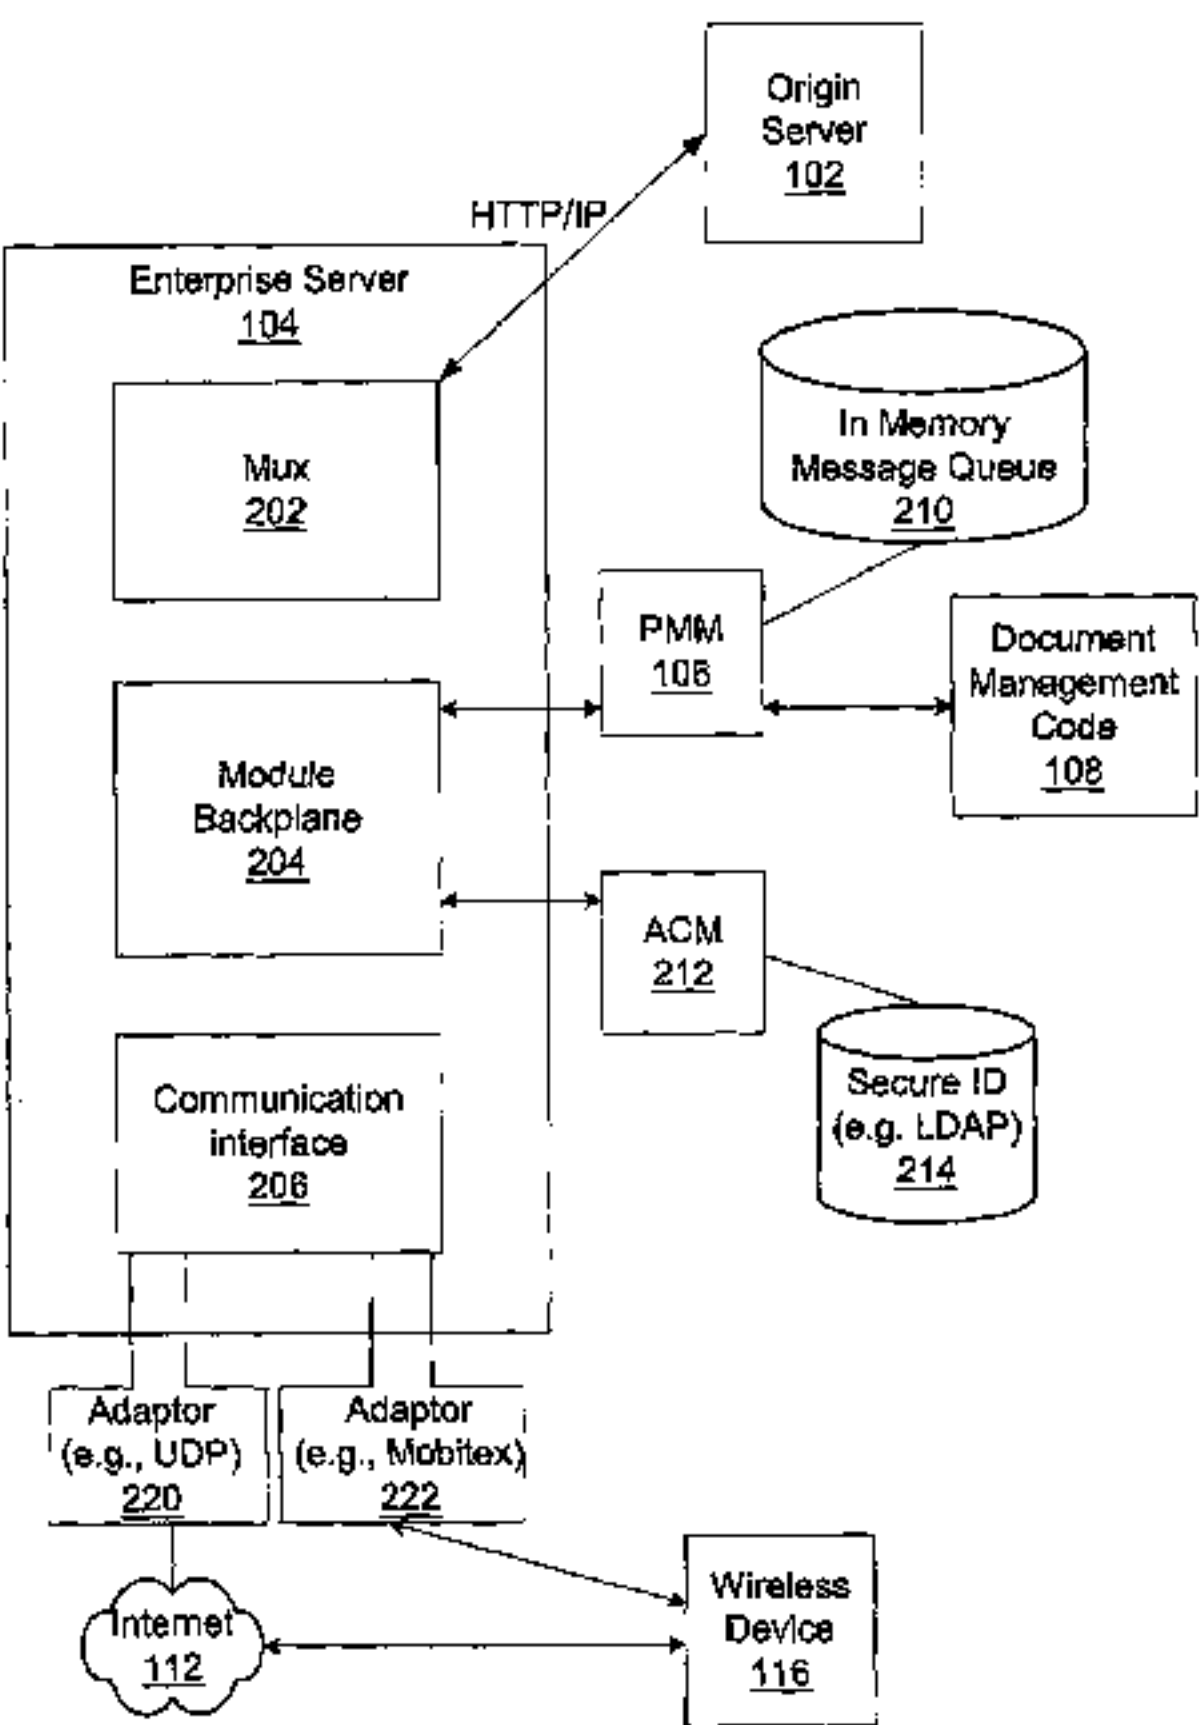 Origin
Server
102
HTTP/IP
Enterprise Server
104
Mux
202
In Memory
Message Queue
210
PMM
106
Document
Management
Code
108
Module
Backplane
204
ACM
212
Secure ID
(e.g. LDAP)
214
Communication
interface
206
Adaptor
(e.g., UDP)
220
Adaptor
(e.g., Mobitex)
222
Internet
112
Wireless
Device
116